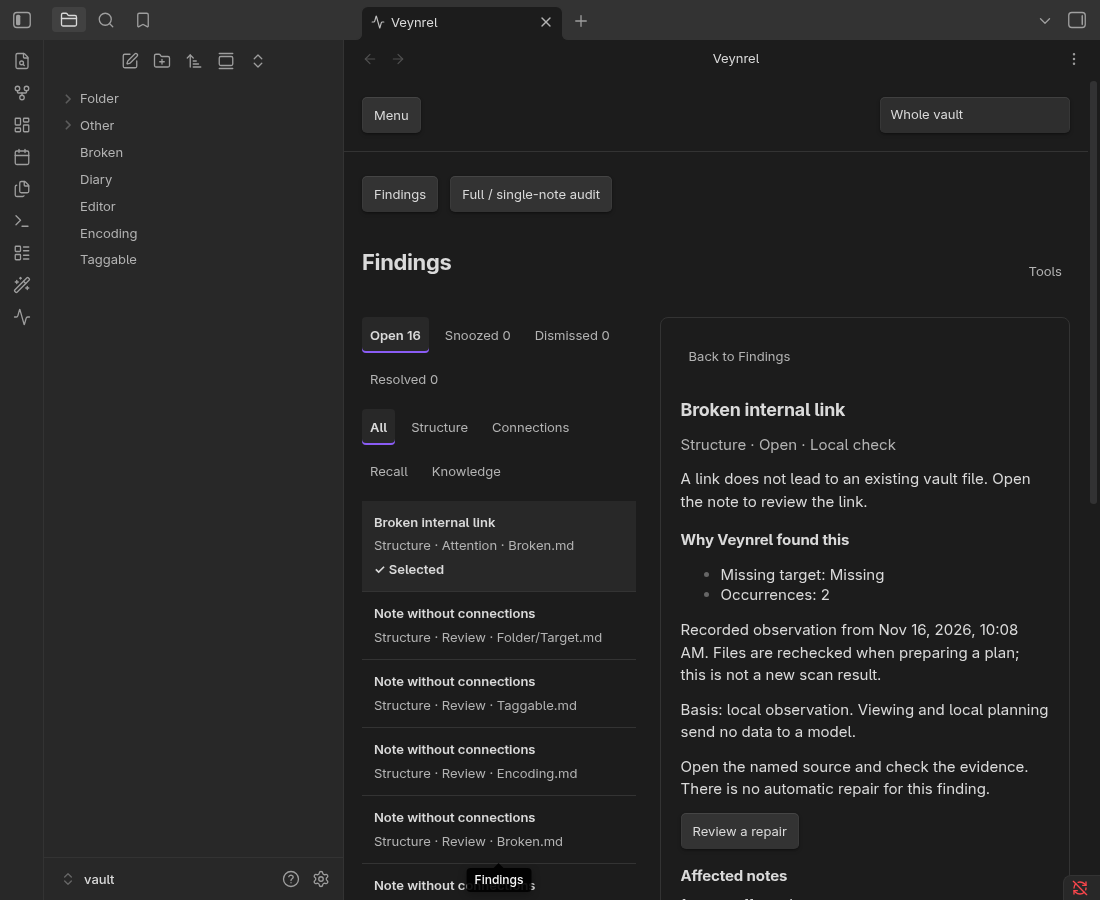 Veynrel
Veynrel
Folder
Other
Broken
Diary
Editor
Encoding
Taggable
vault
Menu
Whole vault
Findings
Full / single-note audit
Findings
Tools
Open 16
Snoozed 0
Dismissed 0
Resolved 0
All
Structure
Connections
Recall
Knowledge
Broken internal link
Structure · Attention · Broken.md
✓ Selected
Note without connections
Structure · Review · Folder/Target.md
Note without connections
Structure · Review · Taggable.md
Note without connections
Structure · Review · Encoding.md
Note without connections
Structure · Review · Broken.md
Note without connections
Findings
Back to Findings
Broken internal link
Structure · Open · Local check
A link does not lead to an existing vault file. Open
the note to review the link.
Why Veynrel found this
Missing target: Missing
Occurrences: 2
Recorded observation from Nov 16, 2026, 10:08
AM. Files are rechecked when preparing a plan;
this is not a new scan result.
Basis: local observation. Viewing and local planning
send no data to a model.
Open the named source and check the evidence.
There is no automatic repair for this finding.
Review a repair
Affected notes